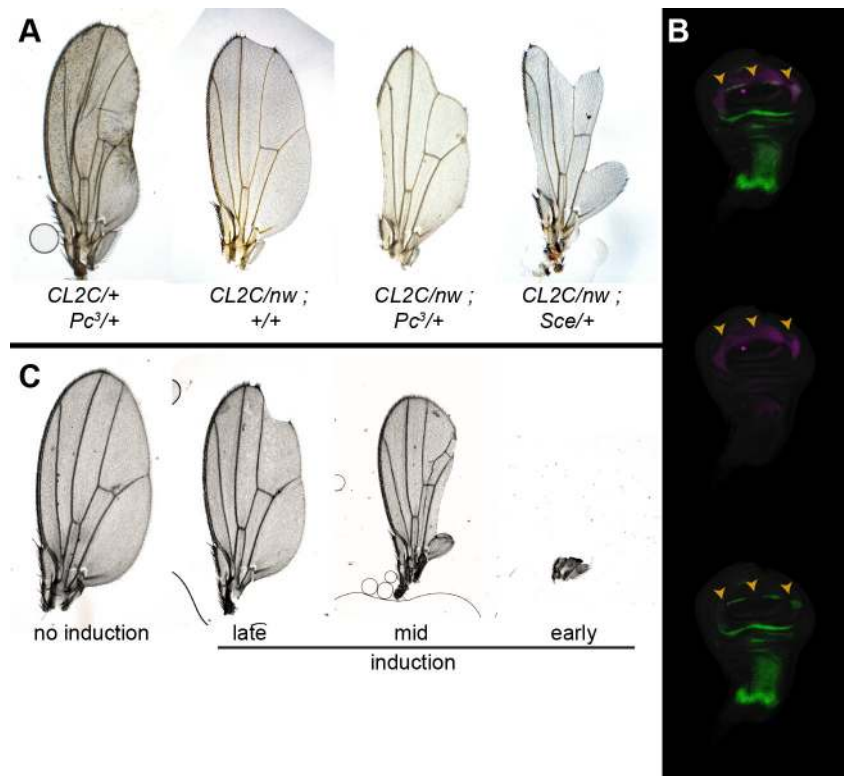 A
B
CL2C/+ CL2C/nw ; CL2C/nw ; CL2C/nw ;
Pc³/+ +/+ Pc³/+ Sce/+
C
no induction late mid early
induction